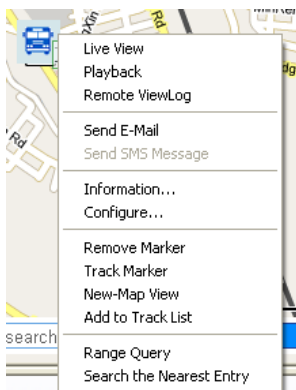 Rd
Live View
Playback
Remote ViewLog
Rd
Send E-Mail
Send SMS Message
Information...
Configure...
Remove Marker
Track Marker
New-Map View
Add to Track List
search
Range Query
Search the Nearest Entry